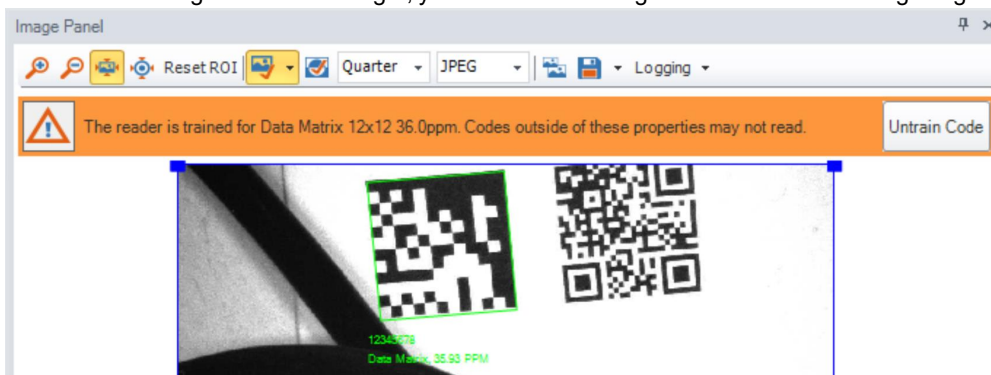 Image Panel
Reset ROI Quarter JPEG Logging
The reader is trained for Data Matrix 12x12 36.0ppm. Codes outside of these properties may not read. Untrain Code
12345678
Data Matrix, 35.93 PPM